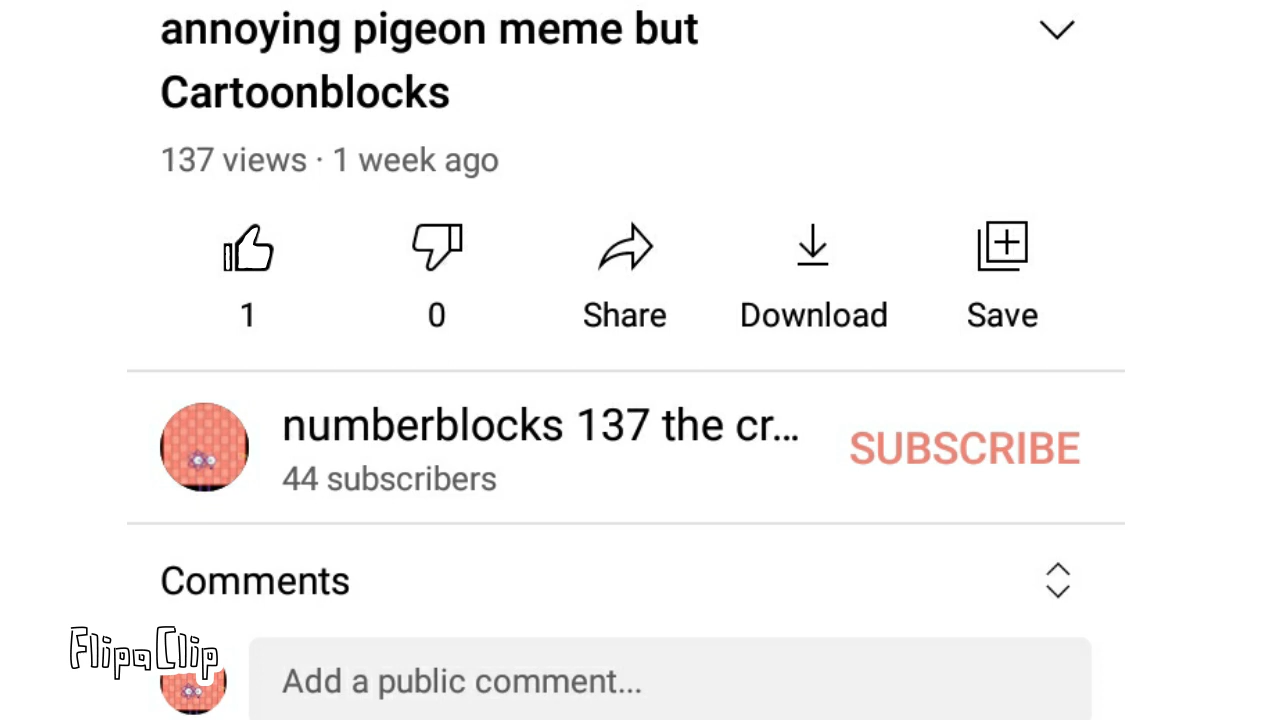 annoying pigeon meme but
Cartoonblocks
137 views · 1 week ago
1
0
Share
Download
Save
numberblocks 137 the cr...
SUBSCRIBE
44 subscribers
Comments
FlipaClip
Add a public comment...